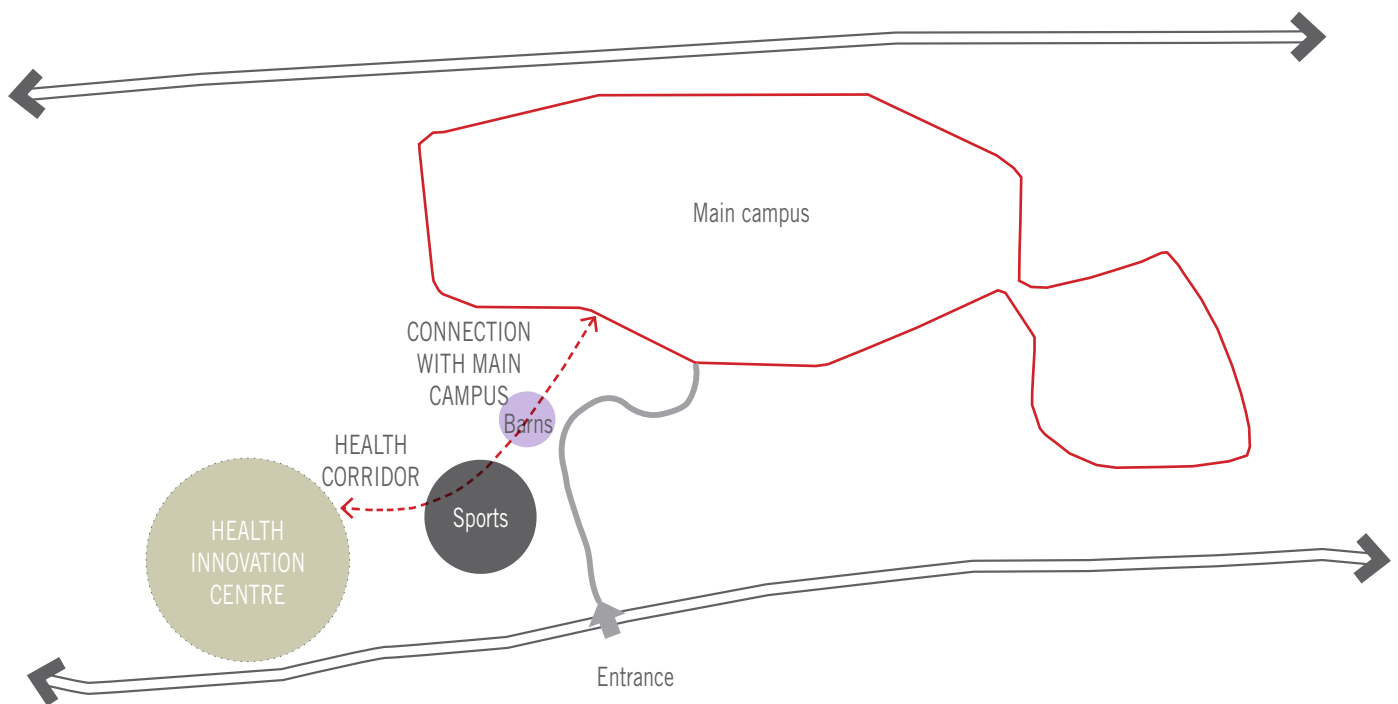 Main campus
CONNECTION
WITH MAIN
CAMPUS
Barns
HEALTH
CORRIDOR
Sports
HEALTH
INNOVATION
CENTRE
Entrance